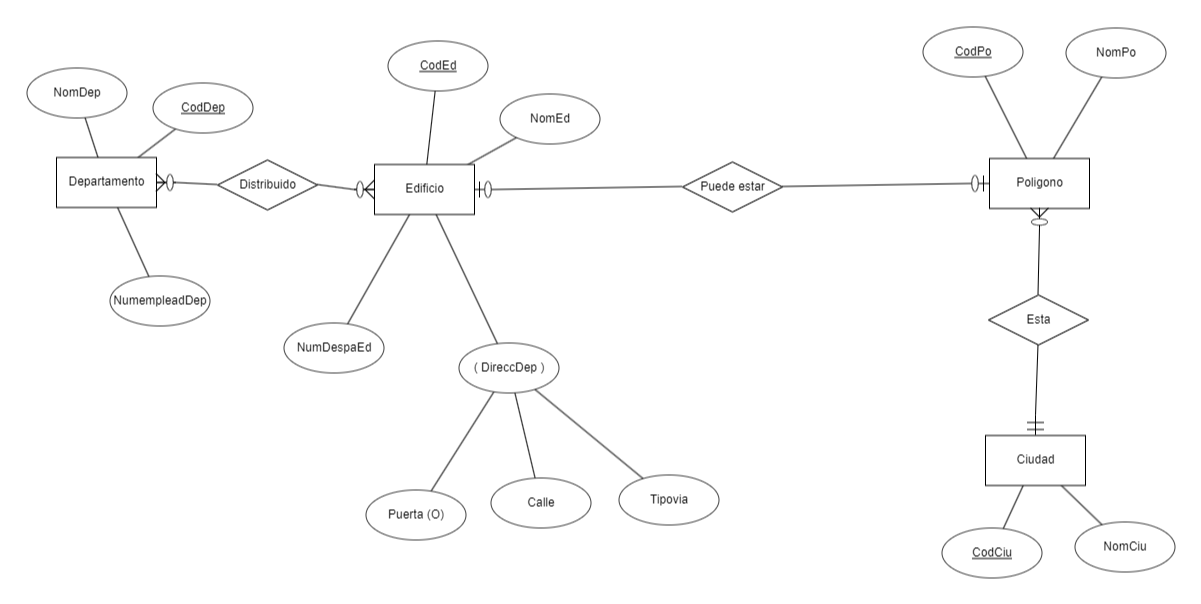 CodPo
NomPo
CodEd
NomDep
CodDep
NomEd
Departamento
Distribuido
Edificio
Puede estar
Poligono
NumempleadDep
Esta
NumDespaEd
( DireccDep )
Ciudad
Puerta (O)
Calle
Tipovia
CodCiu
NomCiu